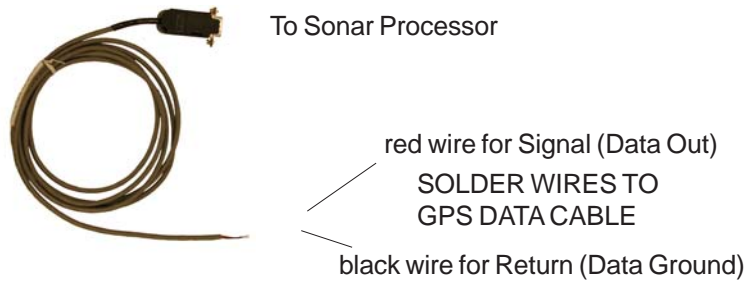 To Sonar Processor
red wire for Signal (Data Out)
SOLDER WIRES TO
GPS DATA CABLE
black wire for Return (Data Ground)